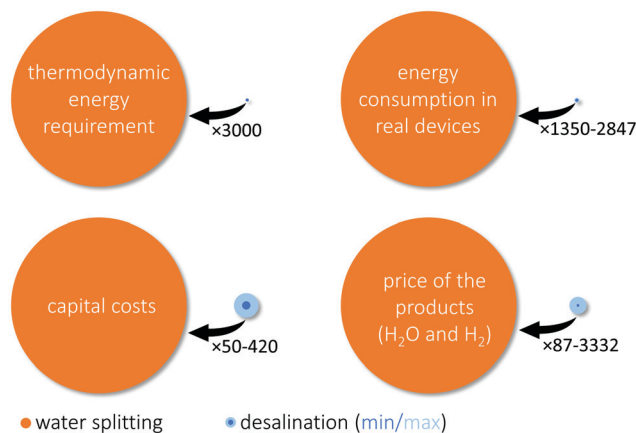 thermodynamic
energy
requirement
×3000
energy
consumption in
real devices
×1350-2847
capital costs
×50-420
price of the
products
(H₂O and H₂)
×87-3332
water splitting
desalination (min/max)